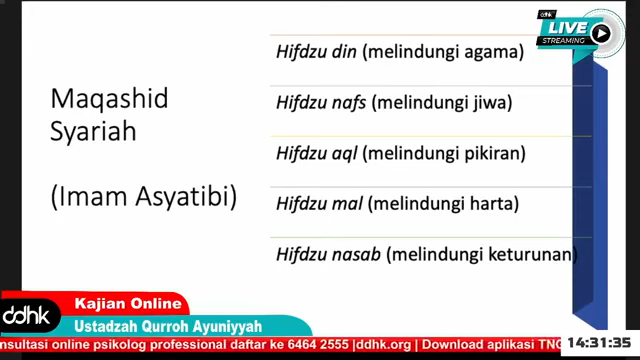 ddhk
LIVE
STREAMING
Maqashid
Syariah
(Imam Asyatibi)
Hifdzu din (melindungi agama)
Hifdzu nafs (melindungi jiwa)
Hifdzu aql (melindungi pikiran)
Hifdzu mal (melindungi harta)
Hifdzu nasab (melindungi keturunan)
ddhk
Kajian Online
Ustadzah Qurroh Ayuniyyah
nsultasi online psikolog professional daftar ke 6464 2555 |ddhk.org | Download aplikasi TNG
14:31:35